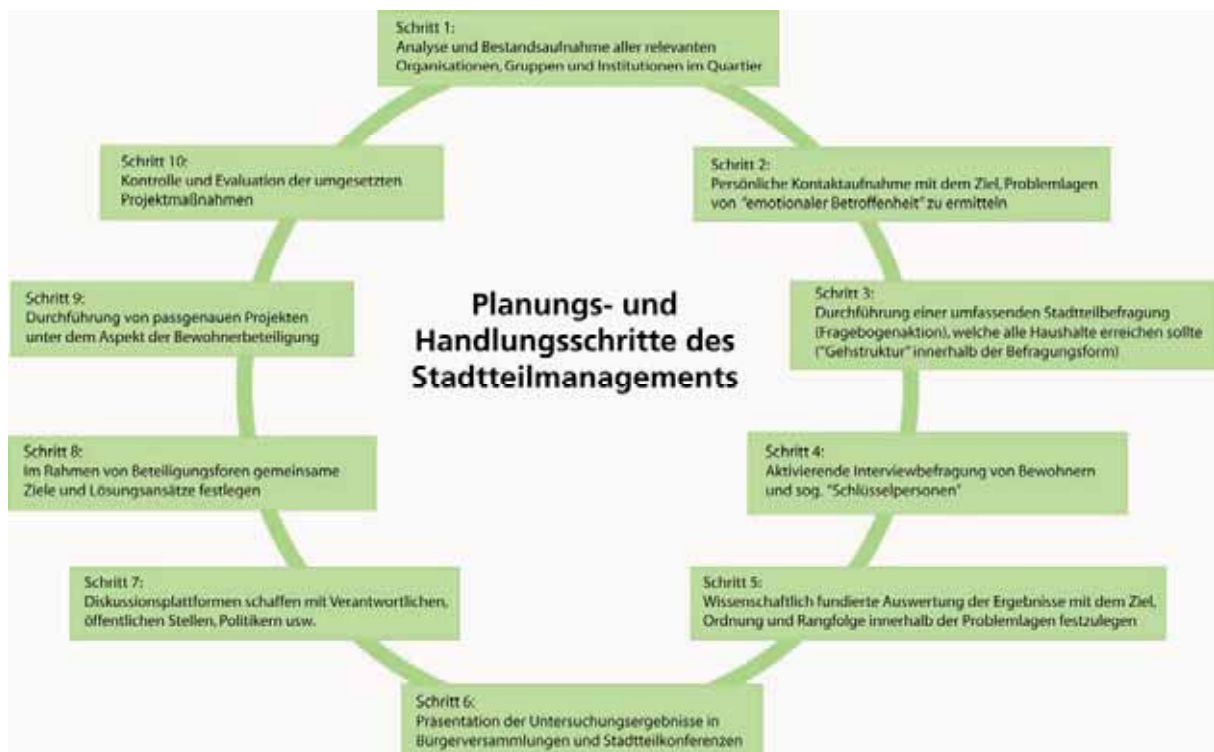 Schritt 1:
Analyse und Bestandsaufnahme aller relevanten
Organisationen, Gruppen und Institutionen im Quartier
Schritt 2:
Persönliche Kontaktaufnahme mit dem Ziel, Problemlagen
von "emotionaler Betroffenheit" zu ermitteln
Schritt 3:
Durchführung einer umfassenden Stadtteilbefragung
(Fragebogenaktion), welche alle Haushalte erreichen sollte
("Gehstruktur" innerhalb der Befragungsform)
Schritt 4:
Aktivierende Interviewbefragung von Bewohnern
und sog. "Schlüsselpersonen"
Schritt 5:
Wissenschaftlich fundierte Auswertung der Ergebnisse mit dem Ziel,
Ordnung und Rangfolge innerhalb der Problemlagen festzulegen
Schritt 6:
Präsentation der Untersuchungsergebnisse in
Bürgerversammlungen und Stadtteilkonferenzen
Schritt 7:
Diskussionsplattformen schaffen mit Verantwortlichen,
öffentlichen Stellen, Politikern usw.
Schritt 8:
Im Rahmen von Beteiligungsforen gemeinsame
Ziele und Lösungsansätze festlegen
Schritt 9:
Durchführung von passgenauen Projekten
unter dem Aspekt der Bewohnerbeteiligung
Schritt 10:
Kontrolle und Evaluation der umgesetzten
Projektmaßnahmen
Planungs- und
Handlungsschritte des
Stadtteilmanagements